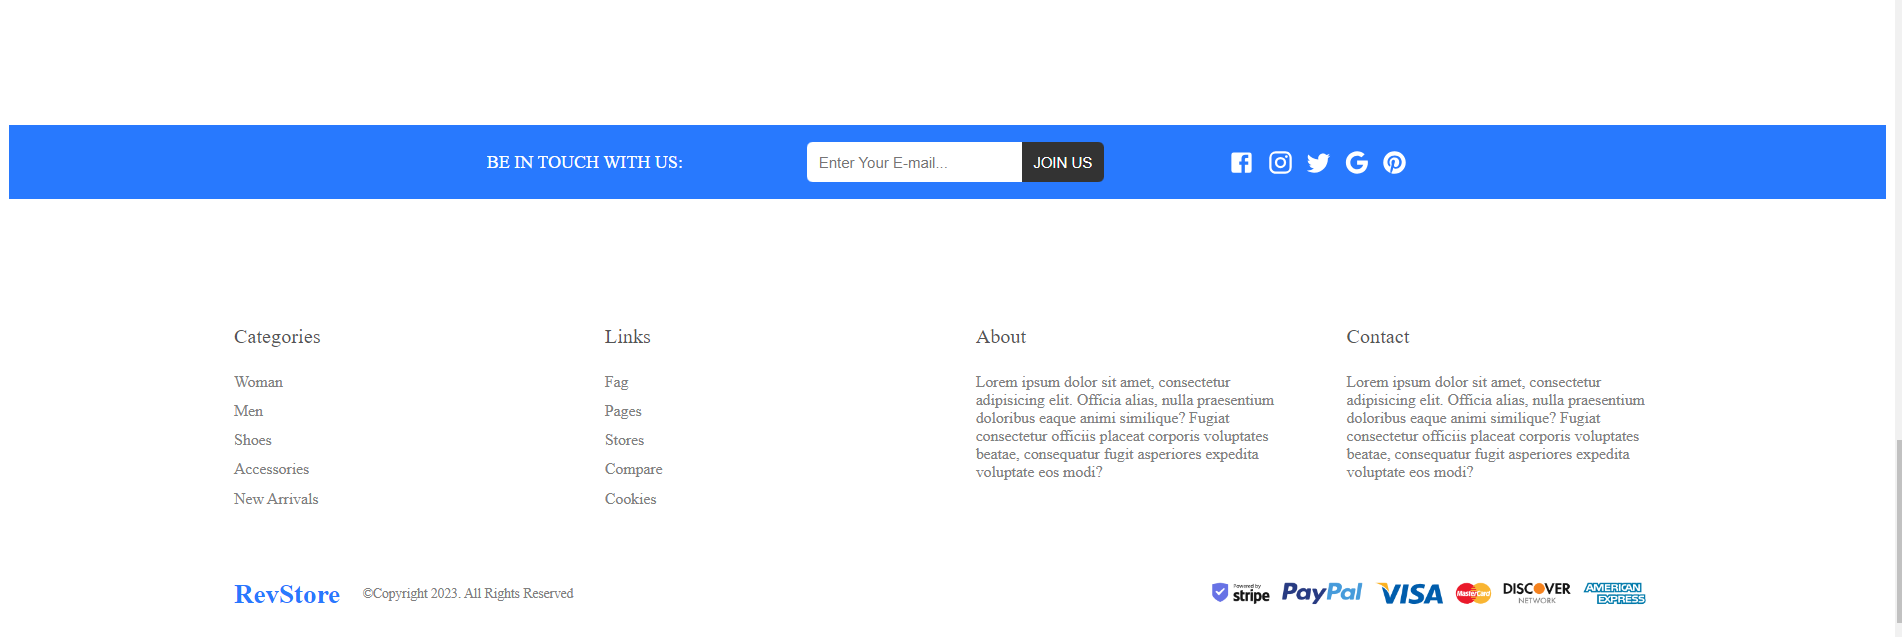 BE IN TOUCH WITH US:
Enter Your E-mail...
JOIN US
Categories
Woman
Men
Shoes
Accessories
New Arrivals
Links
Fag
Pages
Stores
Compare
Cookies
About
Lorem ipsum dolor sit amet, consectetur
adipisicing elit. Officia alias, nulla praesentium
doloribus eaque animi similique? Fugiat
consectetur officiis placeat corporis voluptates
beatae, consequatur fugit asperiores expedita
voluptate eos modi?
Contact
Lorem ipsum dolor sit amet, consectetur
adipisicing elit. Officia alias, nulla praesentium
doloribus eaque animi similique? Fugiat
consectetur officiis placeat corporis voluptates
beatae, consequatur fugit asperiores expedita
voluptate eos modi?
RevStore
©Copyright 2023. All Rights Reserved
Powered by
stripe
PayPal
VISA
MasterCard
DISCOVER
NETWORK
AMERICAN
EXPRESS